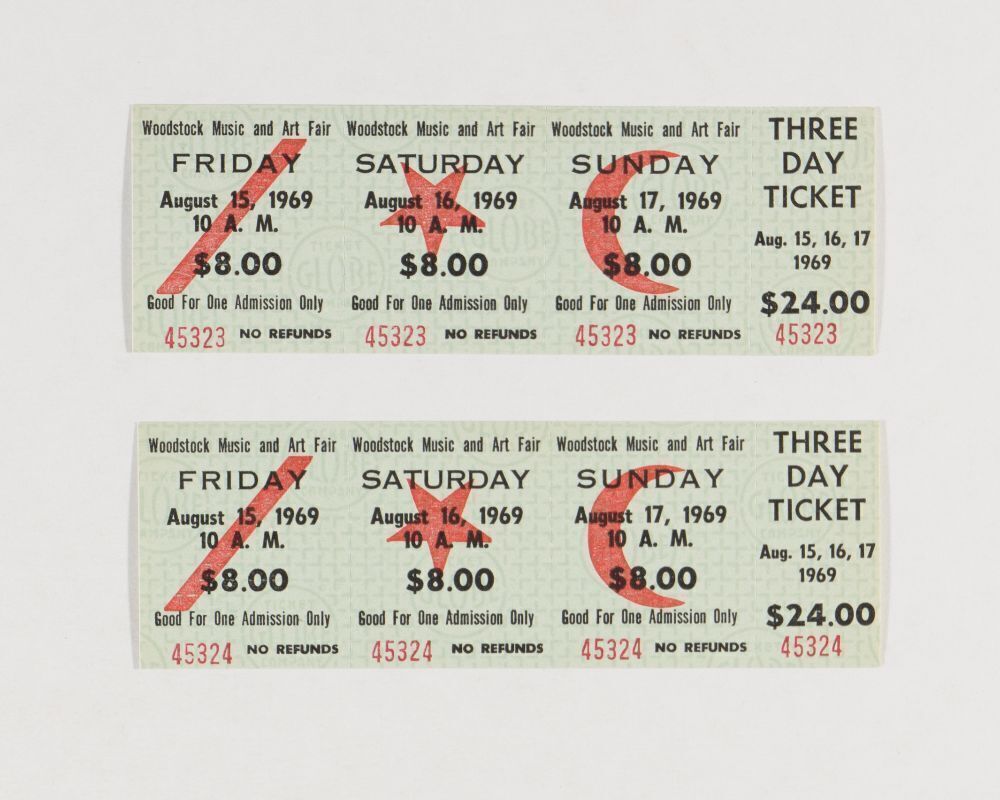 Woodstock Music and Art Fair
FRIDAY
August 15, 1969
10 A. M.
$8.00
Good For One Admission Only
45323 NO REFUNDS
Woodstock Music and Art Fair
SATURDAY
August 16, 1969
10 A. M.
$8.00
Good For One Admission Only
45323 NO REFUNDS
Woodstock Music and Art Fair
SUNDAY
August 17, 1969
10 A. M.
$8.00
Good For One Admission Only
45323 NO REFUNDS
THREE
DAY
TICKET
Aug. 15, 16, 17
1969
$24.00
45323
Woodstock Music and Art Fair
FRIDAY
August 15, 1969
10 A. M.
$8.00
Good For One Admission Only
45324 NO REFUNDS
Woodstock Music and Art Fair
SATURDAY
August 16, 1969
10 A. M.
$8.00
Good For One Admission Only
45324 NO REFUNDS
Woodstock Music and Art Fair
SUNDAY
August 17, 1969
10 A. M.
$8.00
Good For One Admission Only
45324 NO REFUNDS
THREE
DAY
TICKET
Aug. 15, 16, 17
1969
$24.00
45324